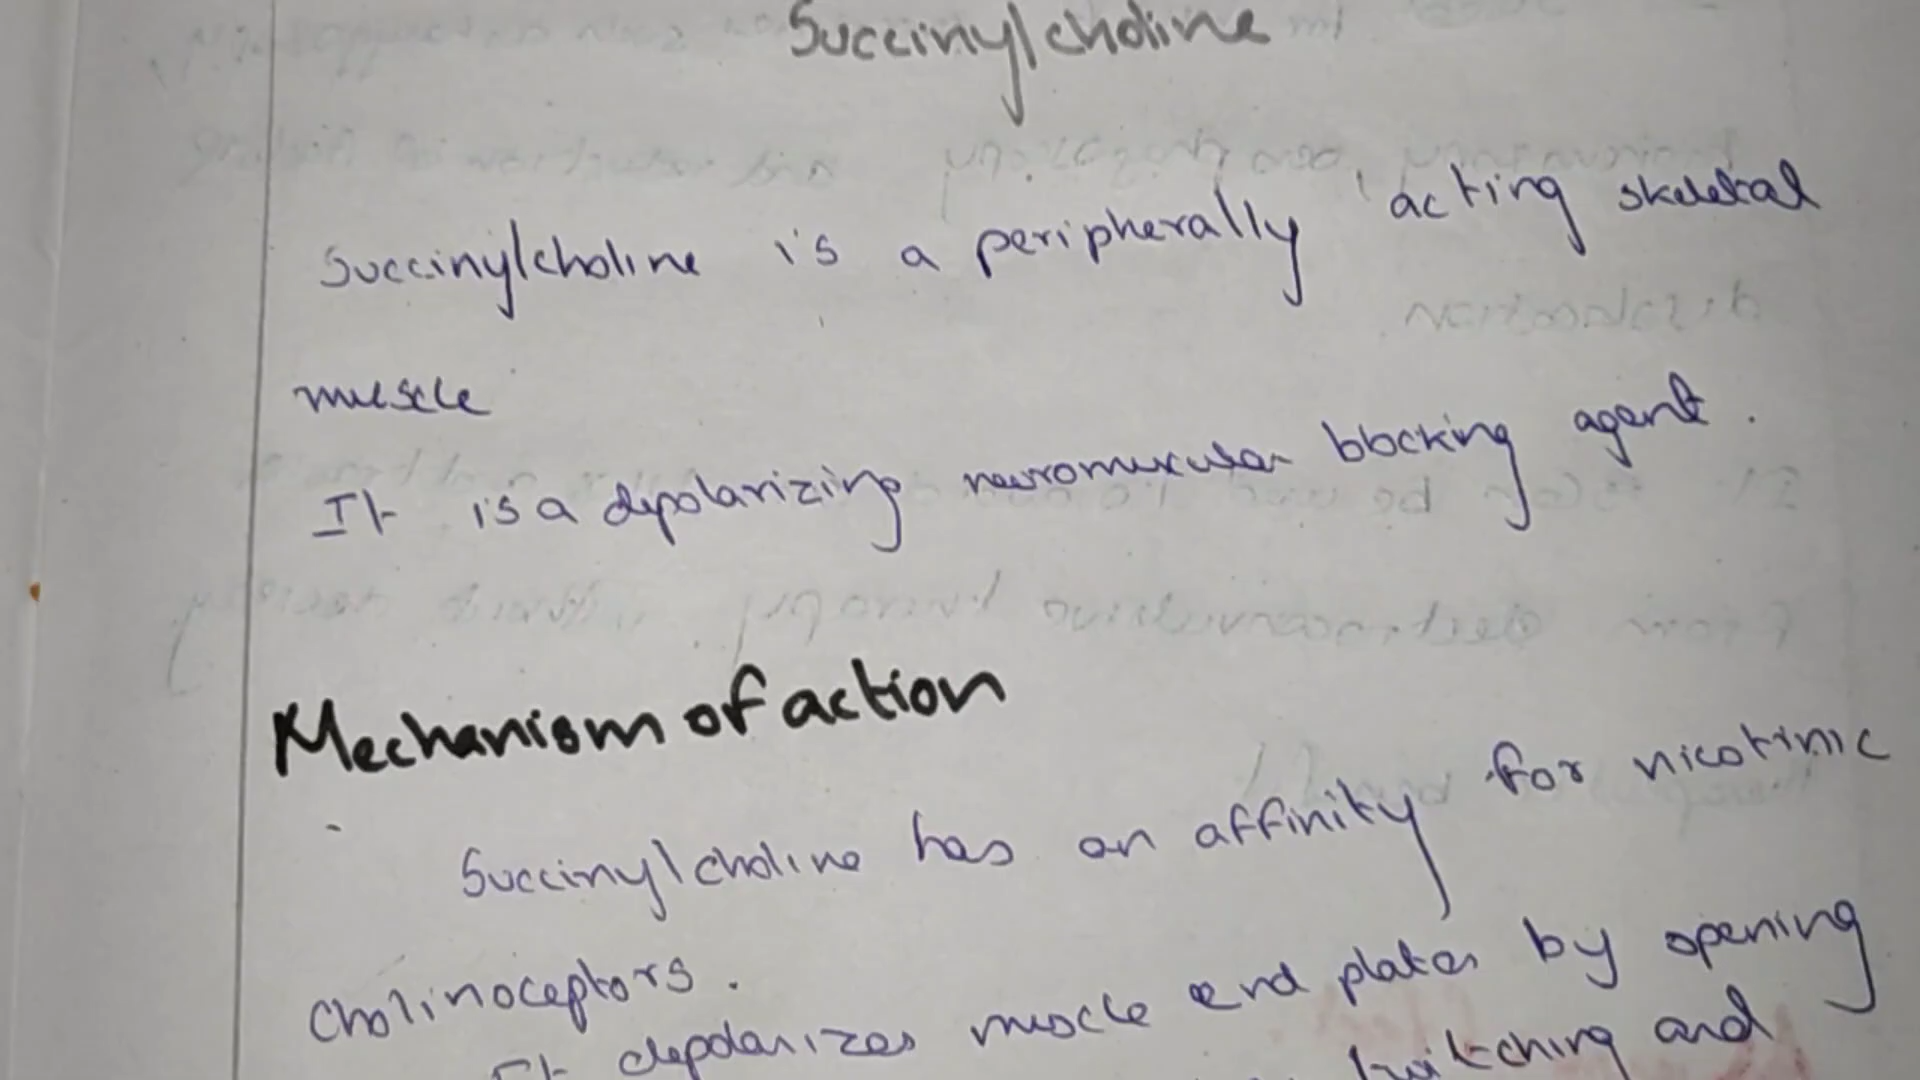 Succinylcholine
Succinylcholine is a peripherally acting skeletal
muscle
It is a depolarizing neuromuscular blocking agent.
Mechanism of action
Succinylcholine has an affinity for nicotinic
cholinoceptors.
It depolarizes muscle end plates by opening
twitching and